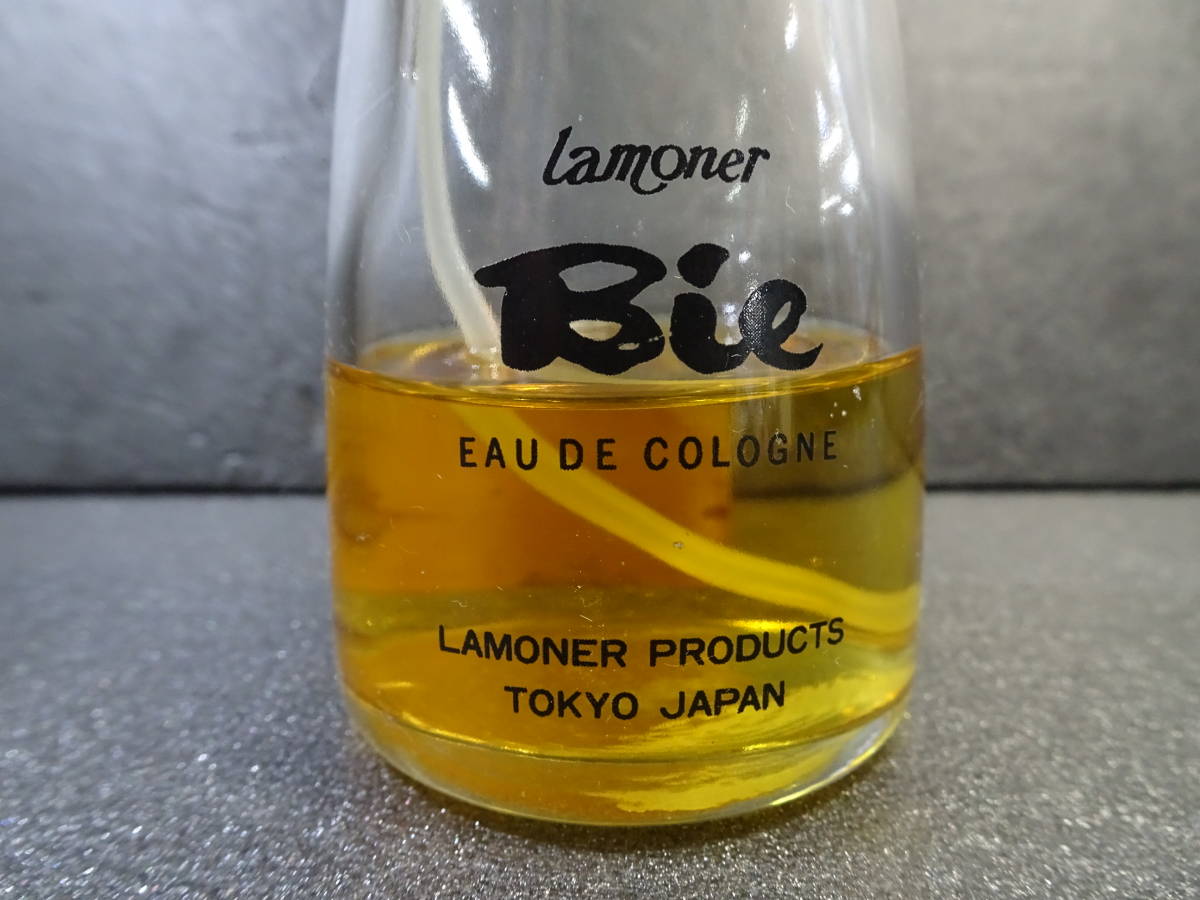 lamoner
Bie
EAU DE COLOGNE
LAMONER PRODUCTS
TOKYO JAPAN